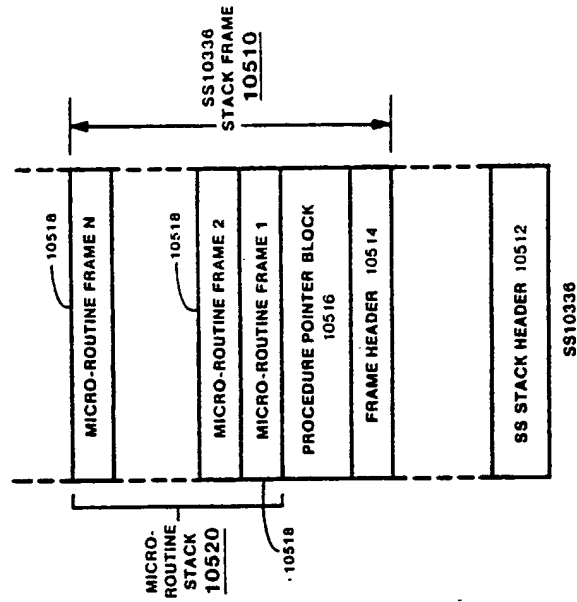 10518
MICRO-ROUTINE FRAME N
SS10336
STACK FRAME
10510
10518
MICRO-ROUTINE FRAME 2
MICRO-
ROUTINE
STACK
10520
MICRO-ROUTINE FRAME 1
10518
PROCEDURE POINTER BLOCK
10516
FRAME HEADER 10514
SS STACK HEADER 10512
SS10336